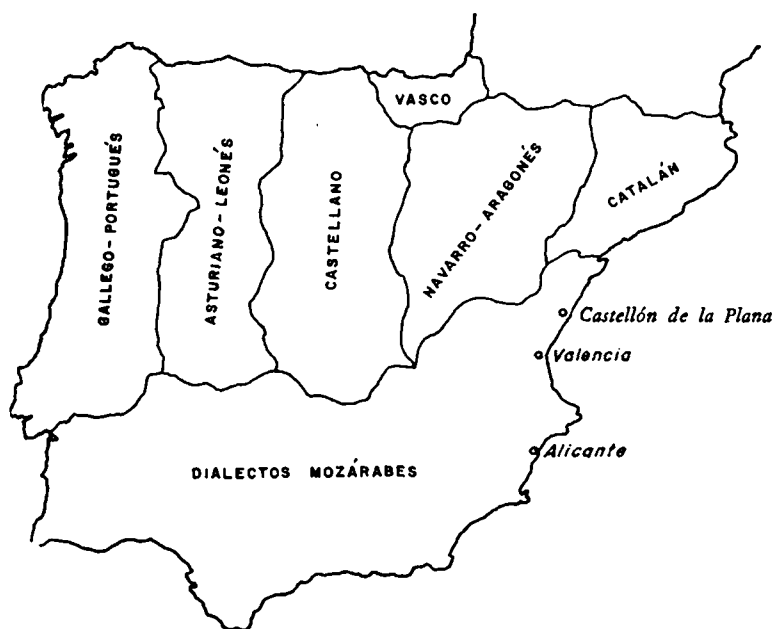 VASCO
GALLEGO-PORTUGUÉS
ASTURIANO-LEONÉS
CASTELLANO
NAVARRO-ARAGONÉS
CATALÁN
Castellón de la Plana
Valencia
Alicante
DIALECTOS MOZÁRABES